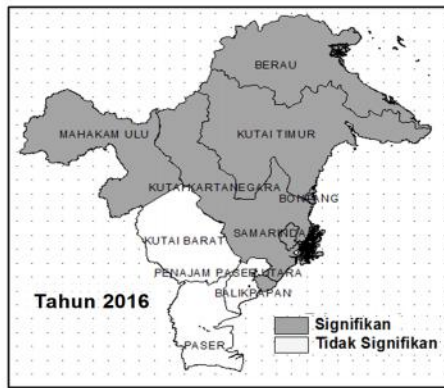 BERAU
MAHAKAM ULU
KUTAI TIMUR
KUTAI KARTANEGARA
BONTANG
SAMARINDA
KUTAI BARAT
PENAJAM PASER UTARA
BALIKPAPAN
Tahun 2016
PASER
Signifikan
Tidak Signifikan